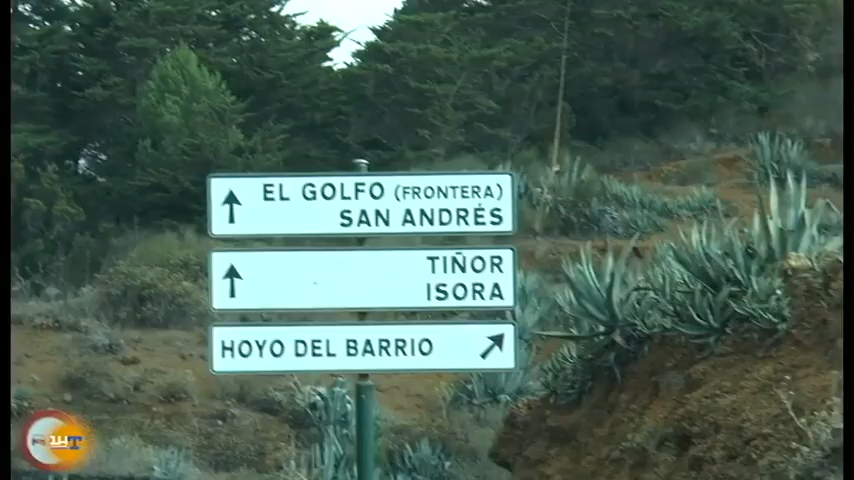 EL GOLFO (FRONTERA)
SAN ANDRÉS
TIÑOR
ISORA
HOYO DEL BARRIO